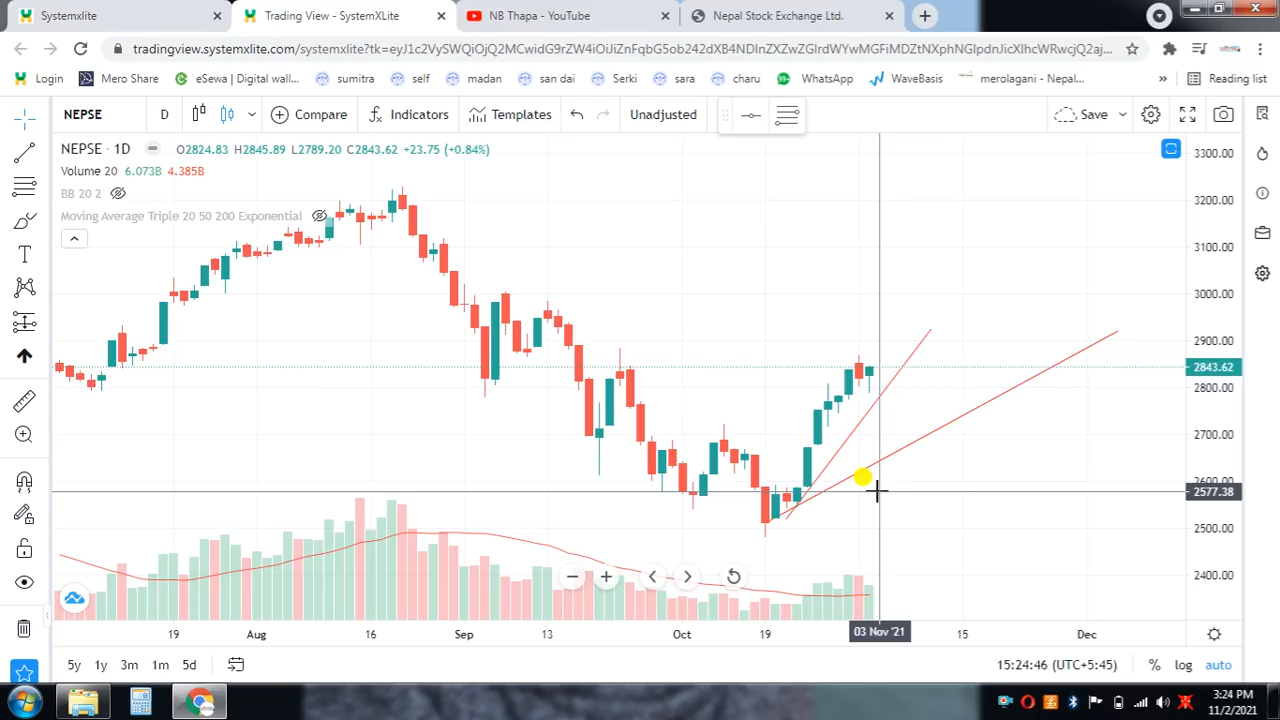 Systemxlite
Trading View - SystemXLite
NB Thapa - YouTube
Nepal Stock Exchange Ltd.
tradingview.systemxlite/systemxlite?tk=
Login
Mero Share
eSewa | Digital wall...
sumitra
self
madan
san dai
Serki
sara
charu
99+
WhatsApp
WaveBasis
merolagani - Nepal...
»
Reading list
NEPSE
D
Compare
Indicators
Templates
Unadjusted
Save
NEPSE · 1D
O2824.83 H2845.89 L2789.20 C2843.62 +23.75 (+0.84%)
Volume 20 6.073B 4.385B
BB 20 2
Moving Average Triple 20 50 200 Exponential
3300.00
3200.00
3100.00
3000.00
2900.00
2843.62
2800.00
2700.00
2600.00
2577.38
2500.00
2400.00
19
Aug
16
Sep
13
Oct
19
03 Nov '21
15
Dec
5y
1y
3m
1m
5d
15:24:46 (UTC+5:45)
%
log
auto
3:24 PM
11/2/2021